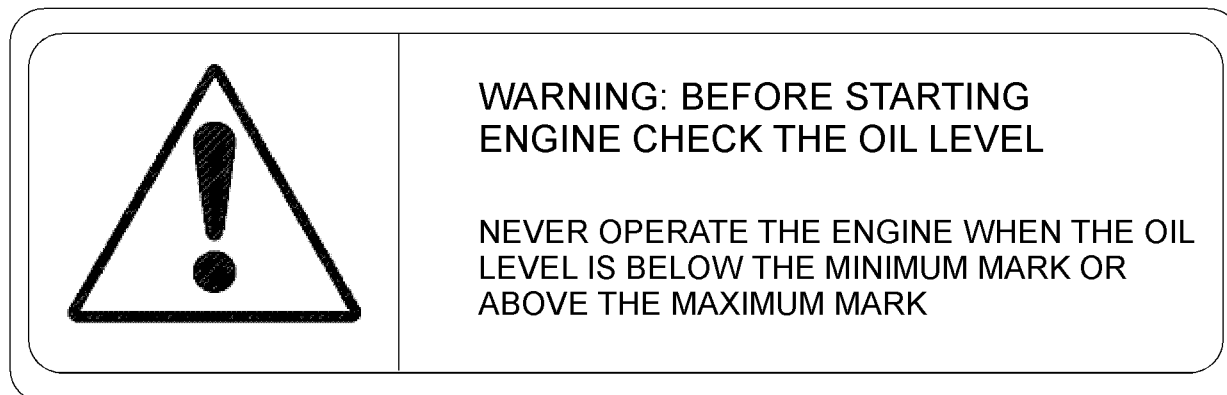 WARNING: BEFORE STARTING
ENGINE CHECK THE OIL LEVEL
NEVER OPERATE THE ENGINE WHEN THE OIL
LEVEL IS BELOW THE MINIMUM MARK OR
ABOVE THE MAXIMUM MARK